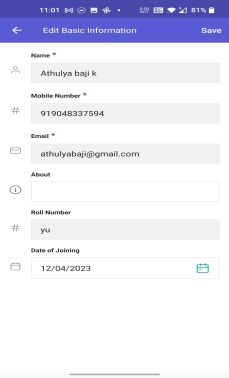 11:01 81%
Edit Basic Information Save
Name *
Athulya baji k
Mobile Number *
919048337594
Email *
athulyabaji@gmail.com
About
Roll Number
yu
Date of Joining
12/04/2023